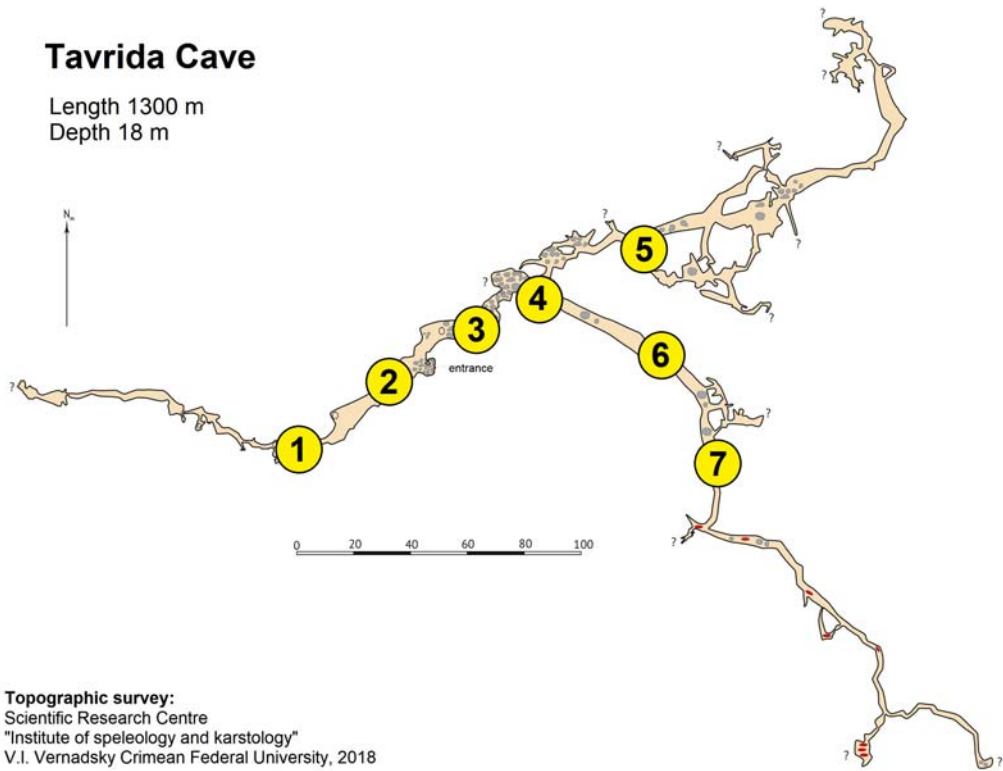 Tavrida Cave
Length 1300 m
Depth 18 m
?
?
?
Nm
?
?
?
5
?
4
?
3
6
entrance
2
?
?
1
7
0 20 40 60 80 100
?
Topographic survey:
Scientific Research Centre
"Institute of speleology and karstology"
V.I. Vernadsky Crimean Federal University, 2018
?
?